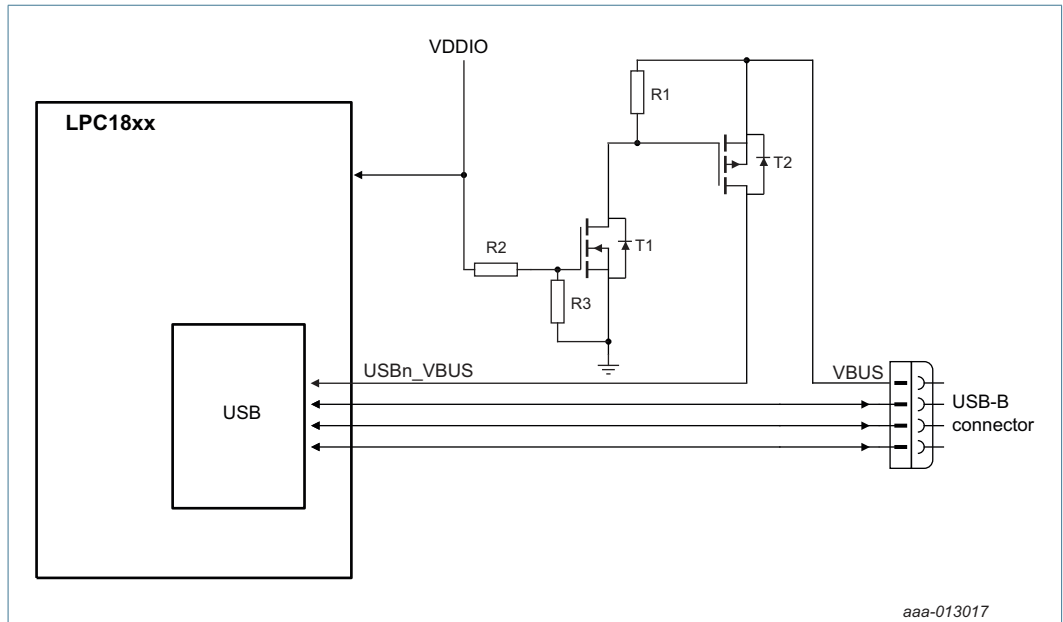 VDDIO
LPC18xx
R1
T2
R2
T1
R3
USBn_VBUS
VBUS
USB
USB-B
connector
aaa-013017